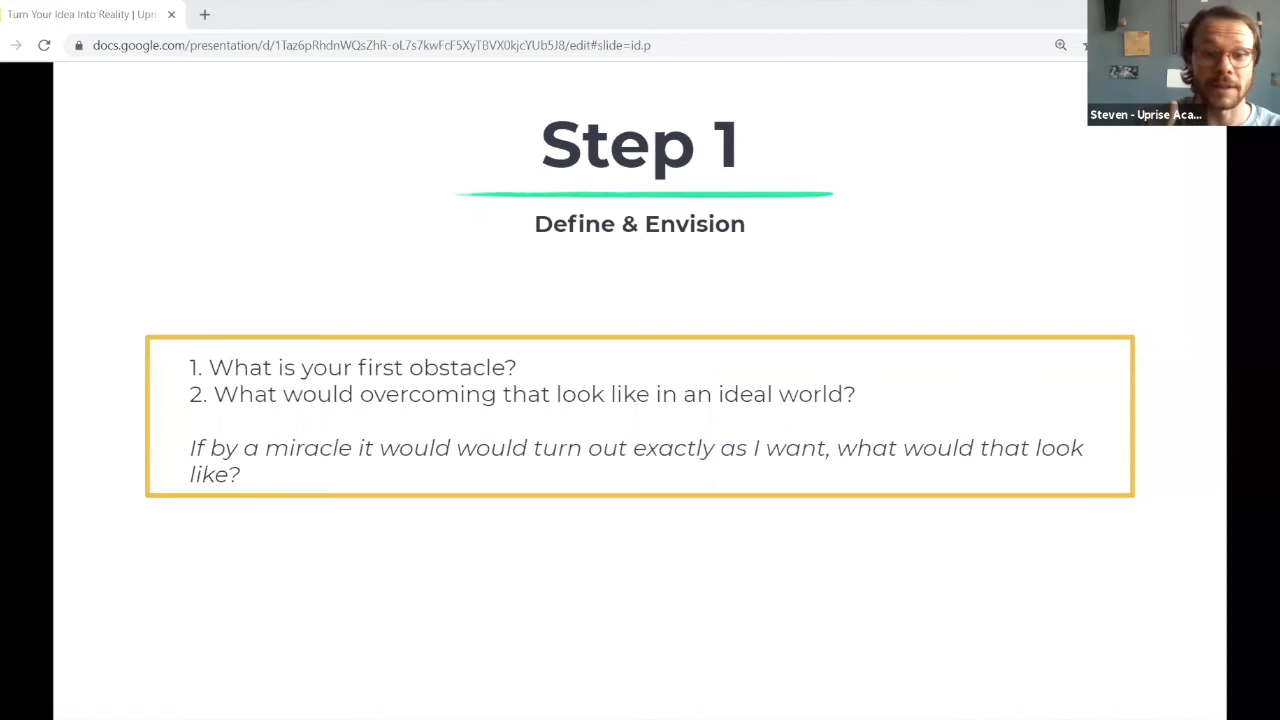 Turn Your Idea Into Reality | Upri
docs.google.com/presentation/d/1Taz6pRhdnWQsZhR-oL7s7kwFcF5XyTBVX0kjcYUb5J8/edit#slide=id.p
Steven - Uprise Aca...
Step 1
Define & Envision
1. What is your first obstacle?
2. What would overcoming that look like in an ideal world?
If by a miracle it would would turn out exactly as I want, what would that look
like?